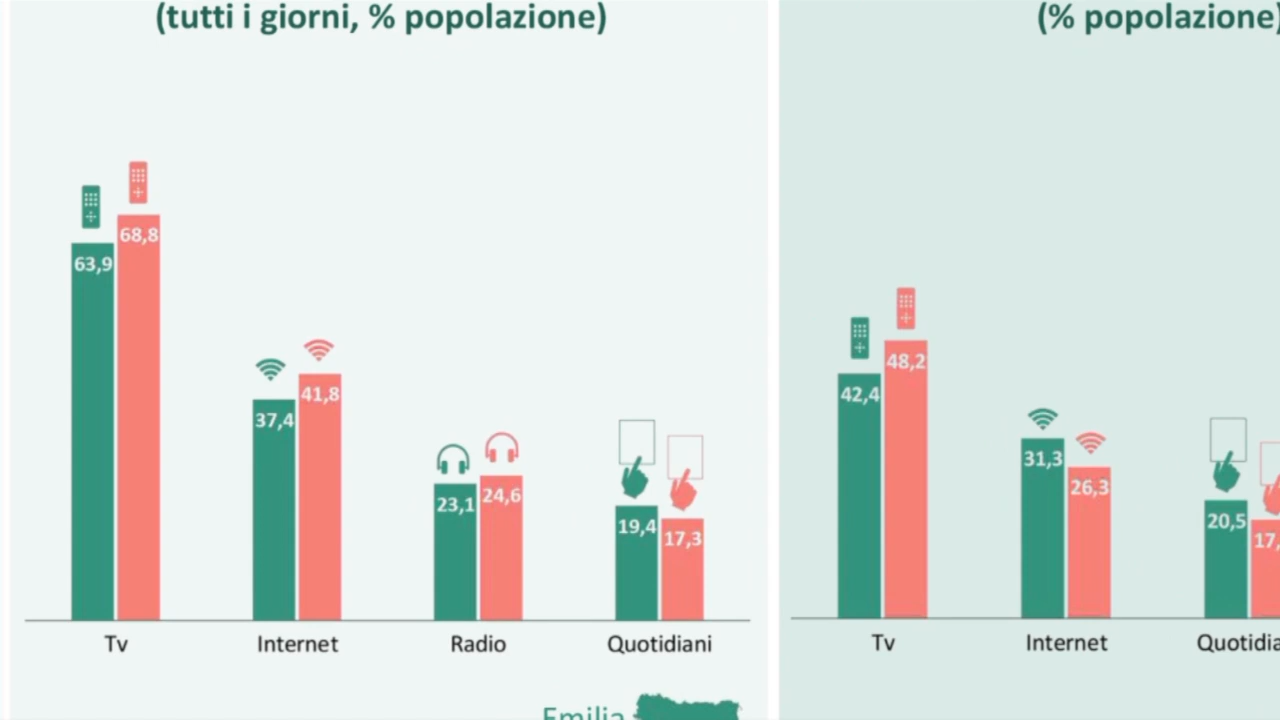 (tutti i giorni, % popolazione)
68,8
63,9
41,8
37,4
23,1
24,6
19,4
17,3
Tv Internet Radio Quotidiani
Emilia
(% popolazione)
48,2
42,4
31,3
26,3
20,5
17,
Tv Internet Quotidia